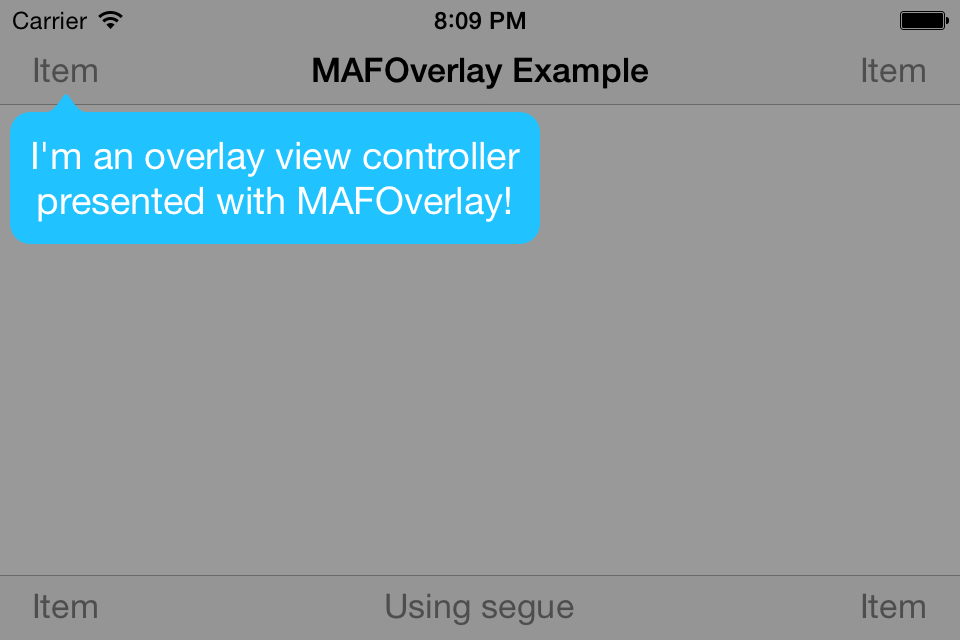 Carrier 8:09 PM
Item MAFOverlay Example Item
I'm an overlay view controller
presented with MAFOverlay!
Item Using segue Item